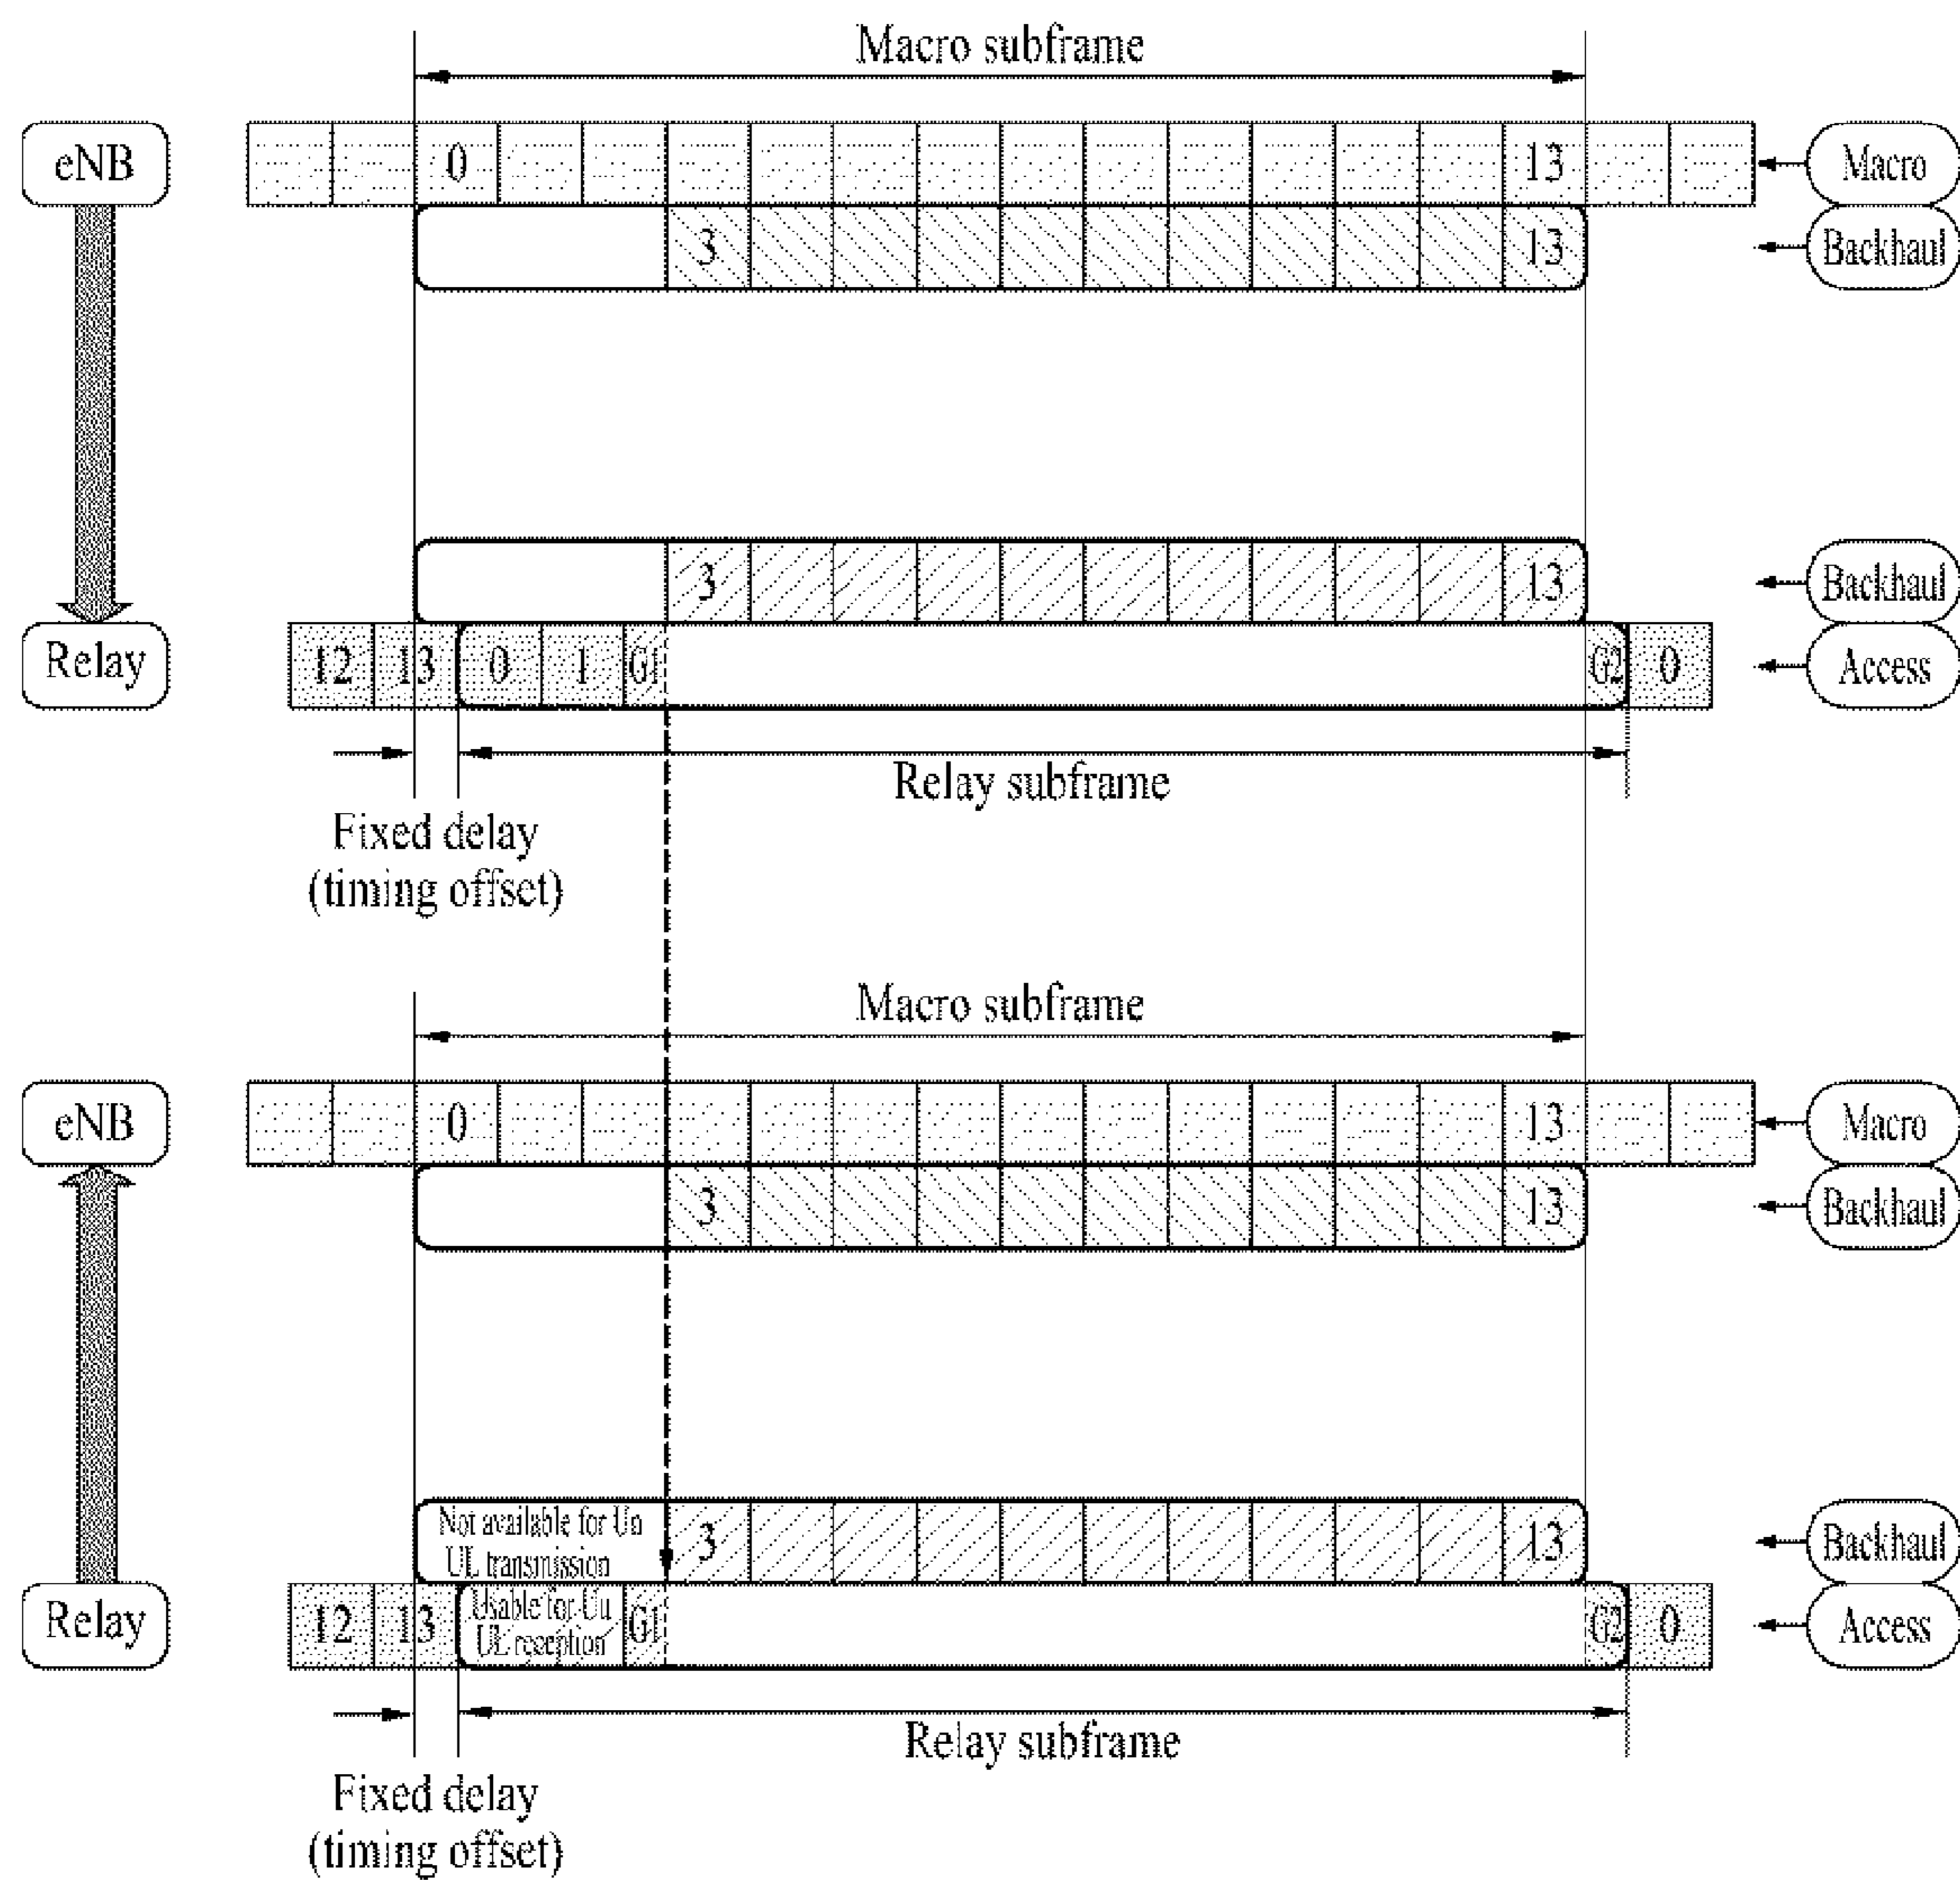 Macro subframe
eNB 0 13 Macro
3 13 Backhaul
3 13 Backhaul
Relay 12 13 0 1 G1 G2 0 Access
Relay subframe
Fixed delay
(timing offset)
Macro subframe
eNB 0 13 Macro
3 13 Backhaul
Not available for Un
UL transmission
3 13 Backhaul
Relay 12 13
Usable for Uu
UL reception
G1 G2 0 Access
Relay subframe
Fixed delay
(timing offset)